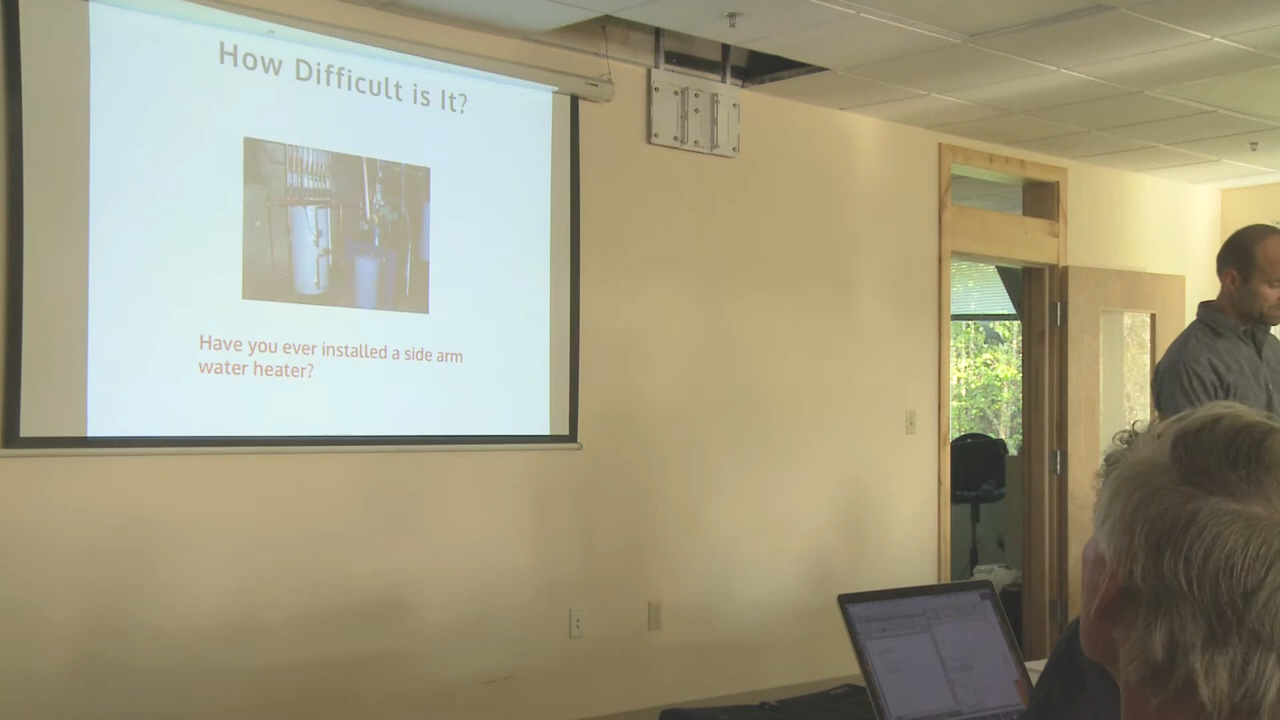 How Difficult is It?
Have you ever installed a side arm
water heater?